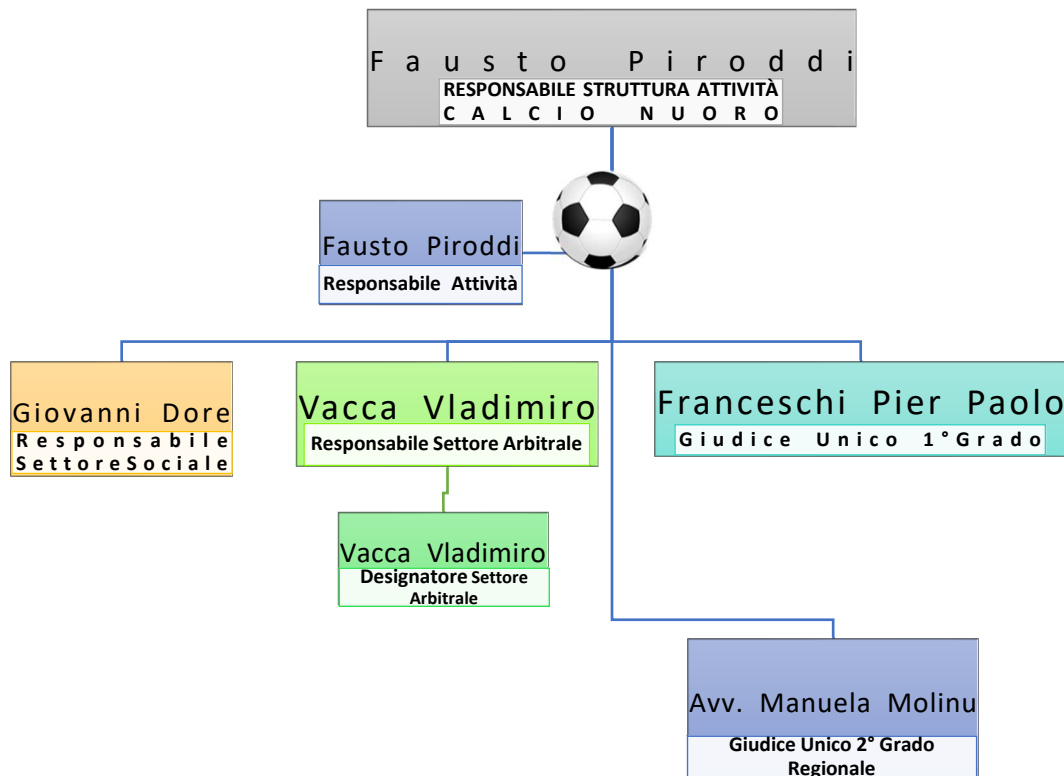 Fausto Piroddi
RESPONSABILE STRUTTURA ATTIVITÀ
CALCIO NUORO
Fausto Piroddi
Responsabile Attività
Giovanni Dore
Responsabile
Settore Sociale
Vacca Vladimiro
Responsabile Settore Arbitrale
Franceschi Pier Paolo
Giudice Unico 1° Grado
Vacca Vladimiro
Designatore Settore
Arbitrale
Avv. Manuela Molinu
Giudice Unico 2° Grado
Regionale